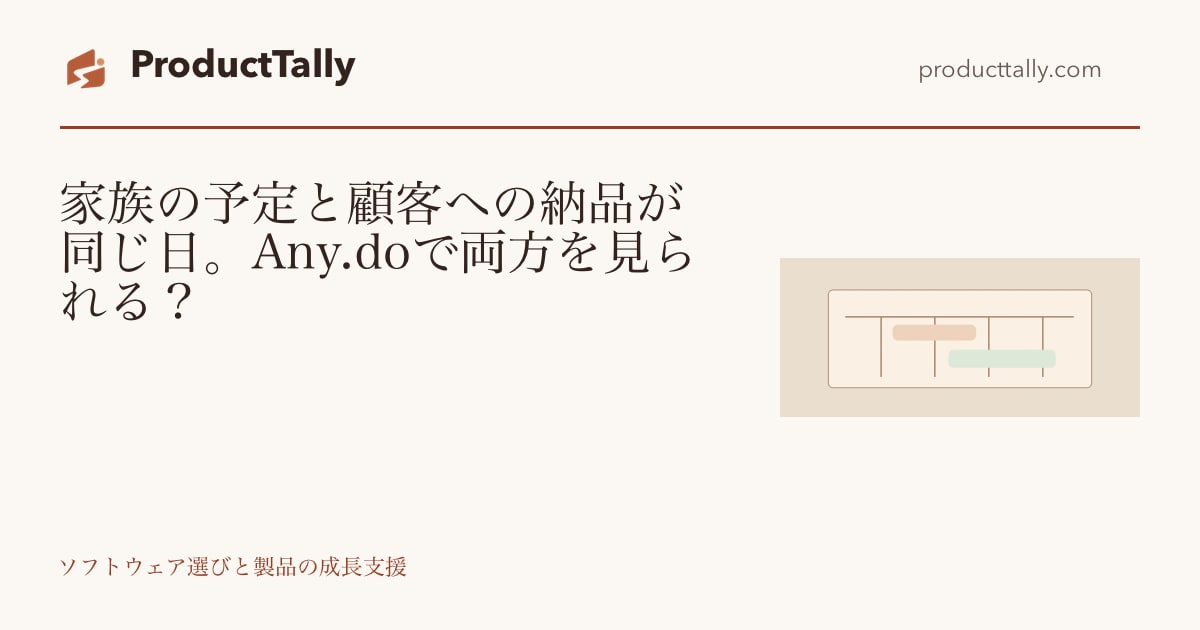 ProductTally
producttally.com
家族の予定と顧客への納品が
同じ日。Any.doで両方を見ら
れる？
ソフトウェア選びと製品の成長支援